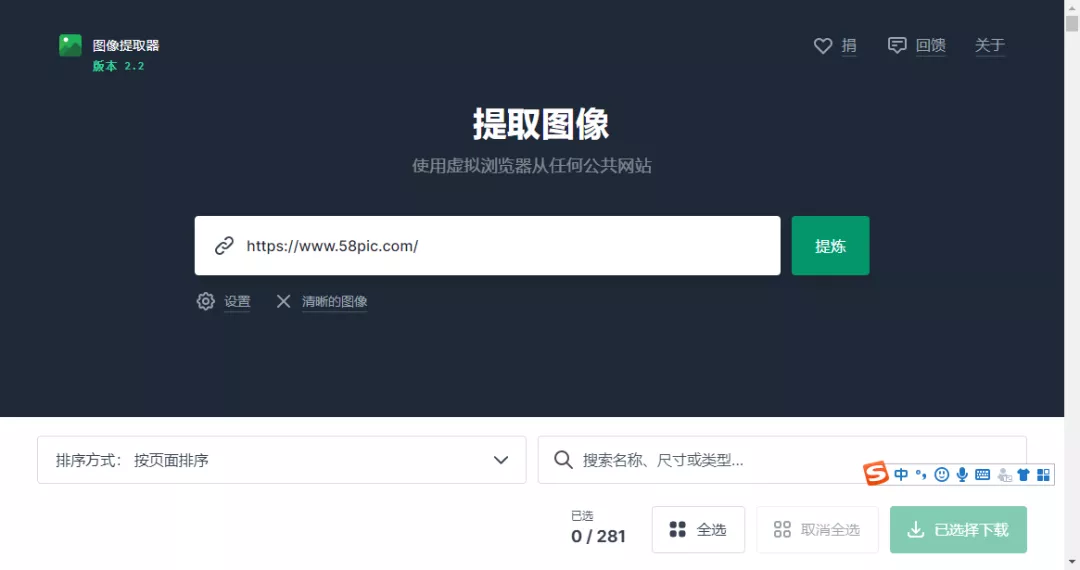 图像提取器
版本 2.2
捐
回馈
关于
提取图像
使用虚拟浏览器从任何公共网站
https://www.58pic.com/
提炼
设置
清晰的图像
排序方式: 按页面排序
搜索名称、尺寸或类型...
S 中
已选
0 / 281
全选
取消全选
已选择下载